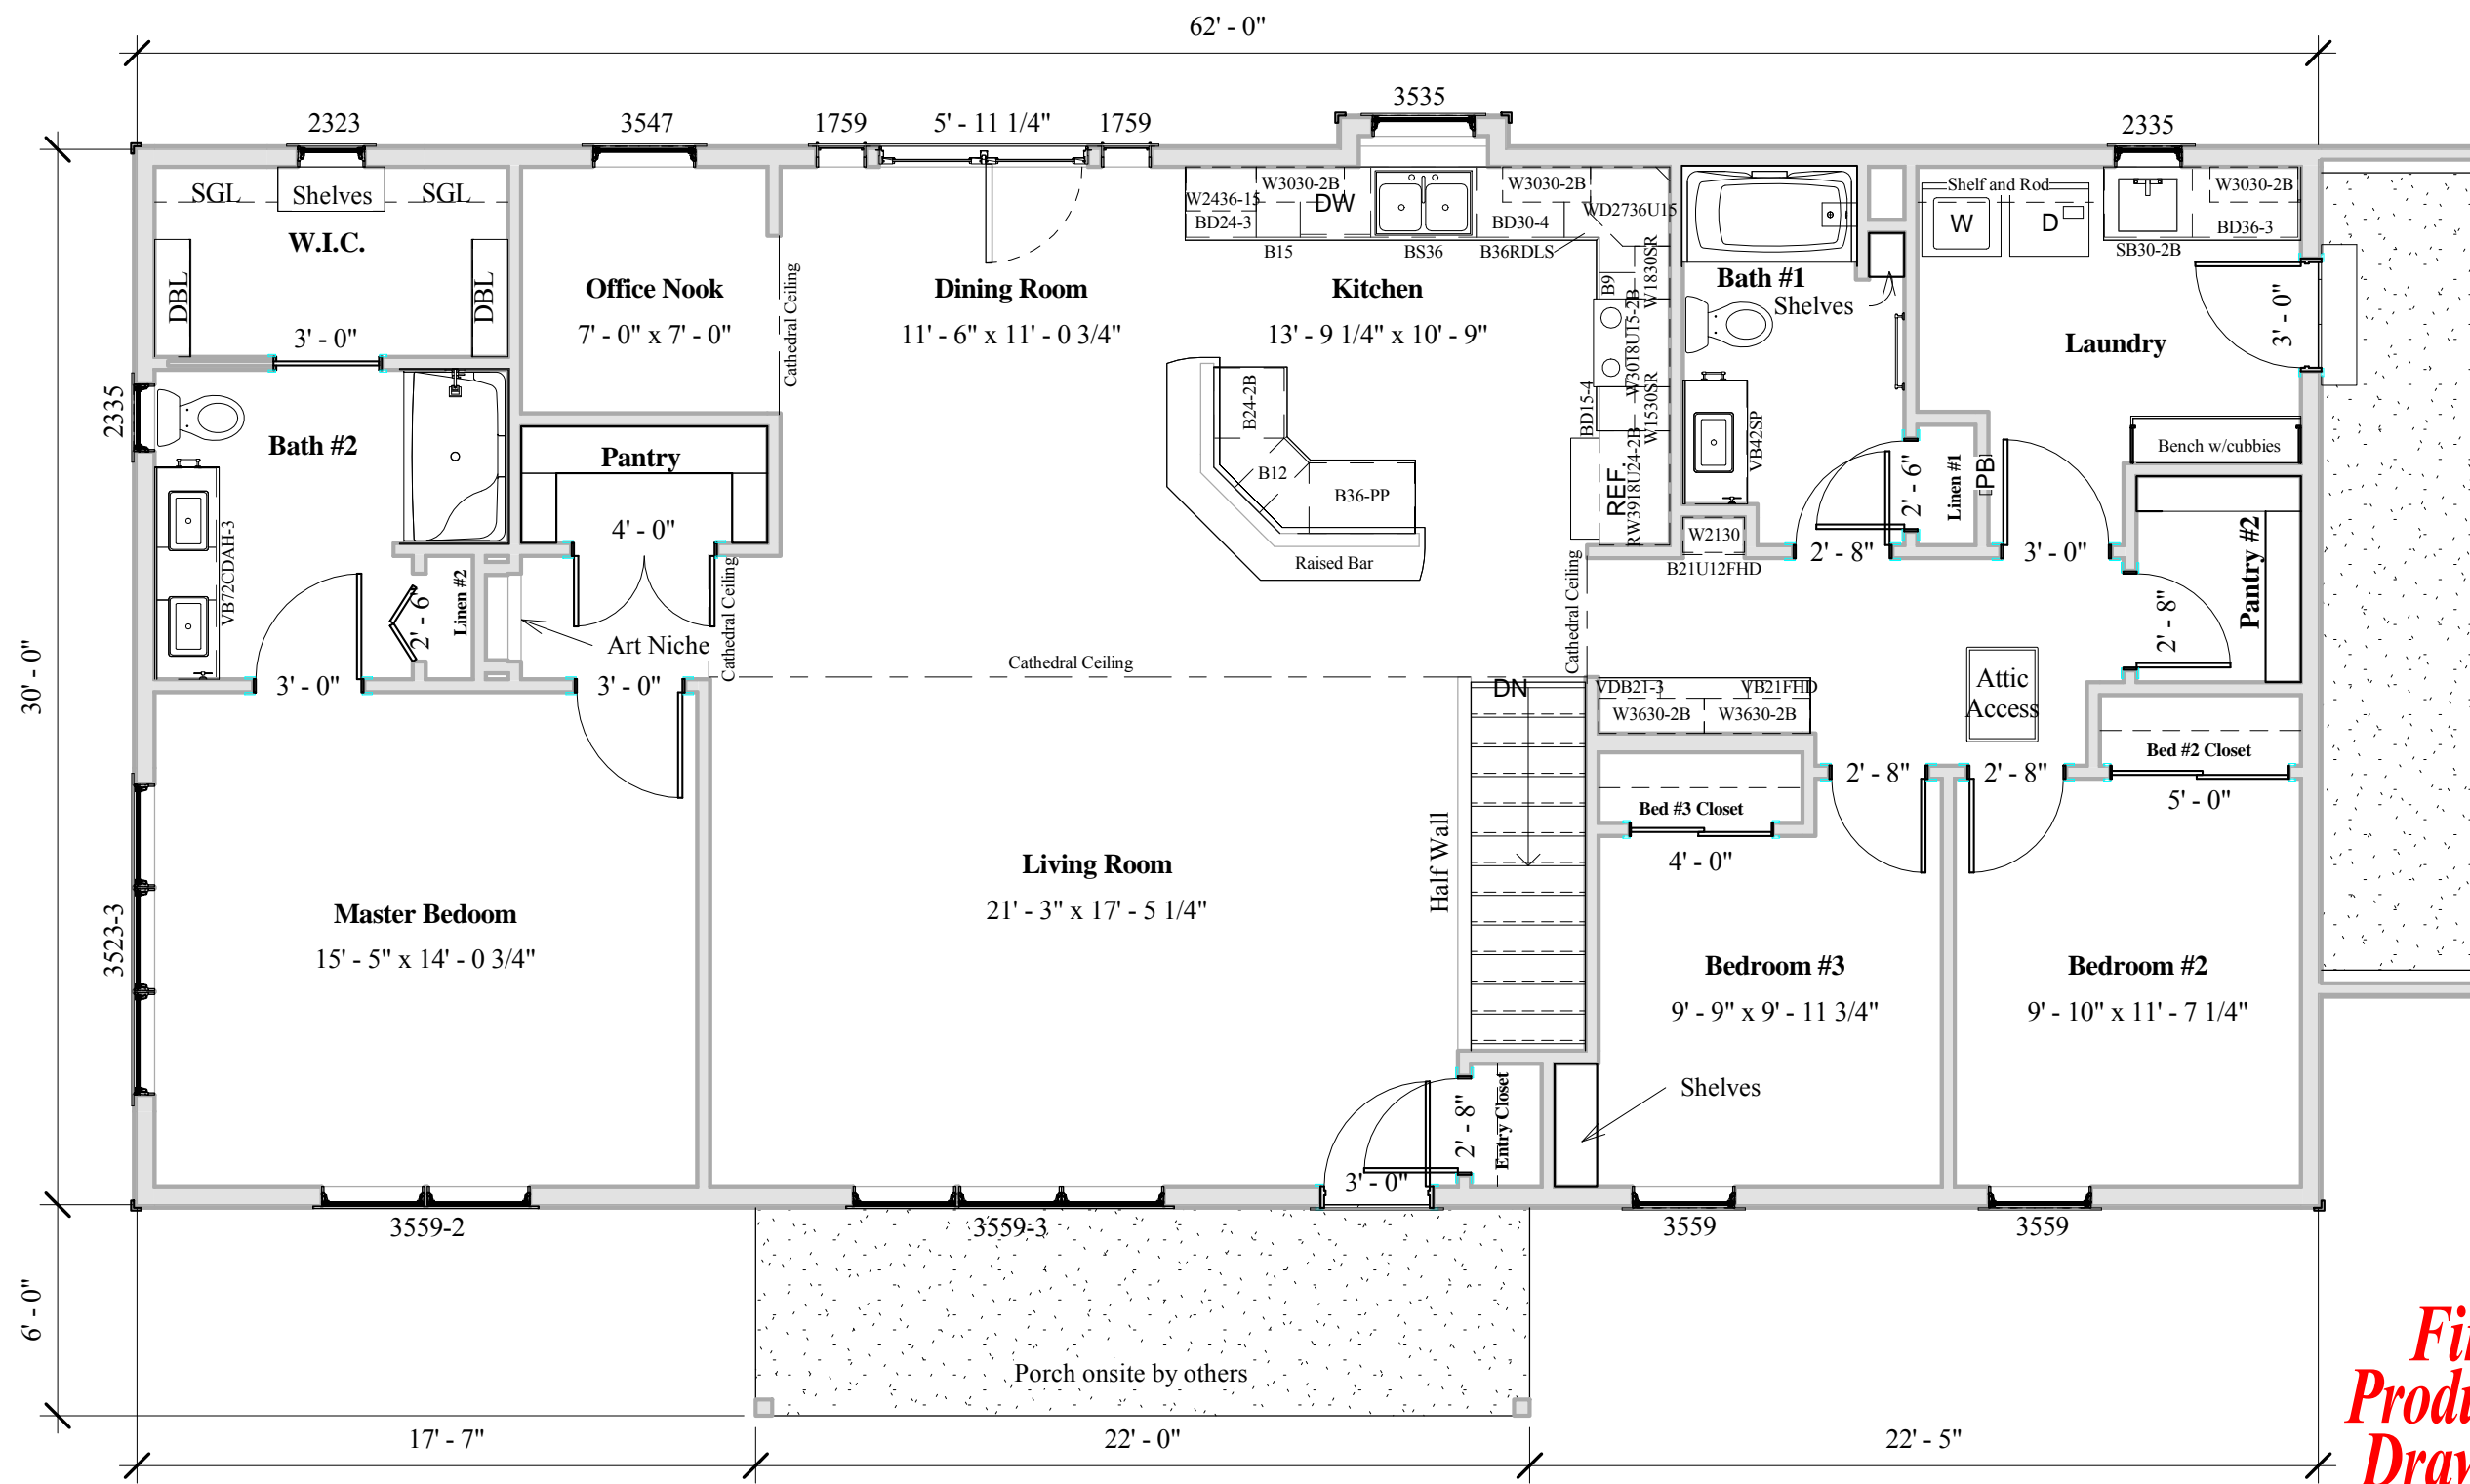 62' - 0"
3535
2323
3547
1759
5' - 11 1/4"
1759
2335
SGL
Shelves
SGL
W.I.C.
DBL
DBL
3' - 0"
Office Nook
7' - 0" x 7' - 0"
Cathedral Ceiling
Dining Room
11' - 6" x 11' - 0 3/4"
W2436-15
BD24-3
W3030-2B
DW
B15
BS36
W3030-2B
BD30-4
B36RDLS
WD2736U15
Kitchen
13' - 9 1/4" x 10' - 9"
B9
W1830SR
W3018U15-2B
BD15-4
W1530SR
REF.
RW3918U24-2B
B24-2B
B12
B36-PP
Raised Bar
Bath #1
Shelves
VB42SP
W2130
B21U12FHD
2' - 8"
2' - 6"
Linen #1
PB
Shelf and Rod
W
D
W3030-2B
BD36-3
SB30-2B
3' - 0"
Laundry
Bench w/cubbies
3' - 0"
Pantry #2
2' - 8"
2335
Bath #2
VB72CDAH-3
Pantry
4' - 0"
2' - 6"
Linen #2
Art Niche
Cathedral Ceiling
Cathedral Ceiling
Cathedral Ceiling
3' - 0"
3' - 0"
30' - 0"
DN
VDB21-3
VB21FHD
W3630-2B
W3630-2B
Attic
Access
Bed #2 Closet
2' - 8"
2' - 8"
5' - 0"
Bed #3 Closet
4' - 0"
Half Wall
Living Room
21' - 3" x 17' - 5 1/4"
Master Bedoom
15' - 5" x 14' - 0 3/4"
3523-3
Bedroom #3
9' - 9" x 9' - 11 3/4"
Bedroom #2
9' - 10" x 11' - 7 1/4"
Shelves
2' - 8"
Entry Closet
3' - 0"
3559-2
3559-3
3559
3559
6' - 0"
Porch onsite by others
17' - 7"
22' - 0"
22' - 5"